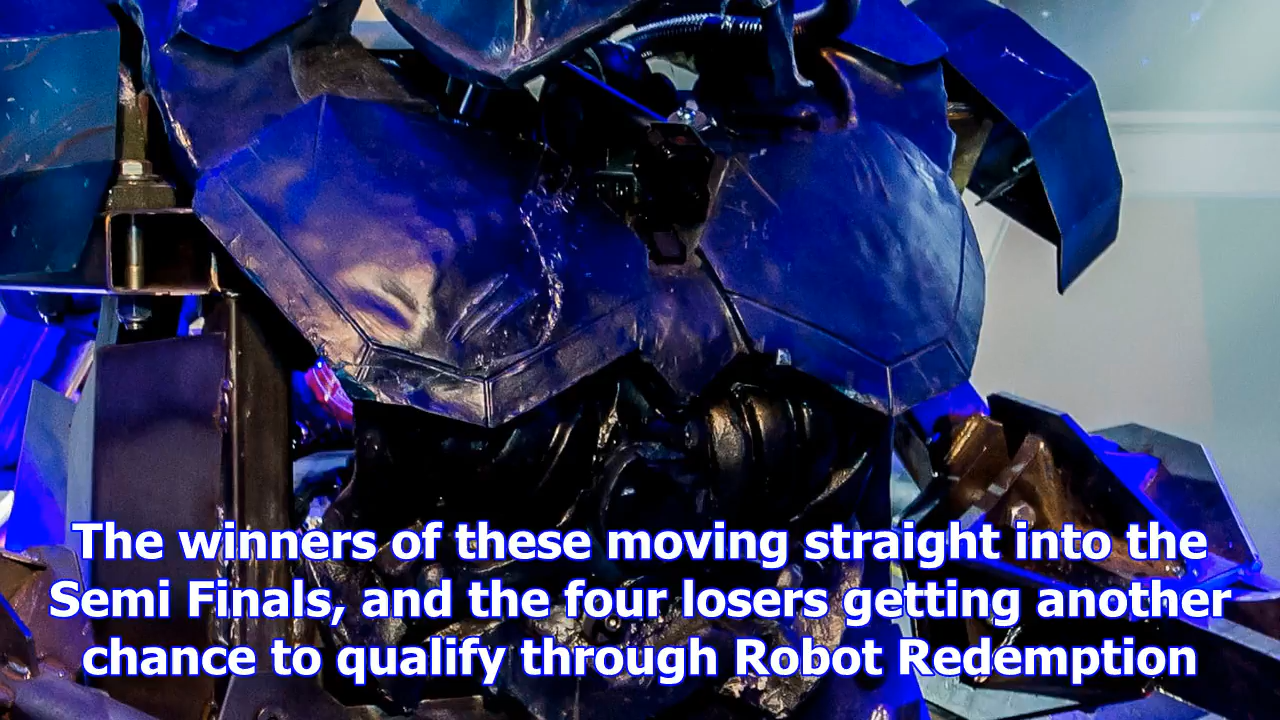 The winners of these moving straight into the
Semi Finals, and the four losers getting another
chance to qualify through Robot Redemption